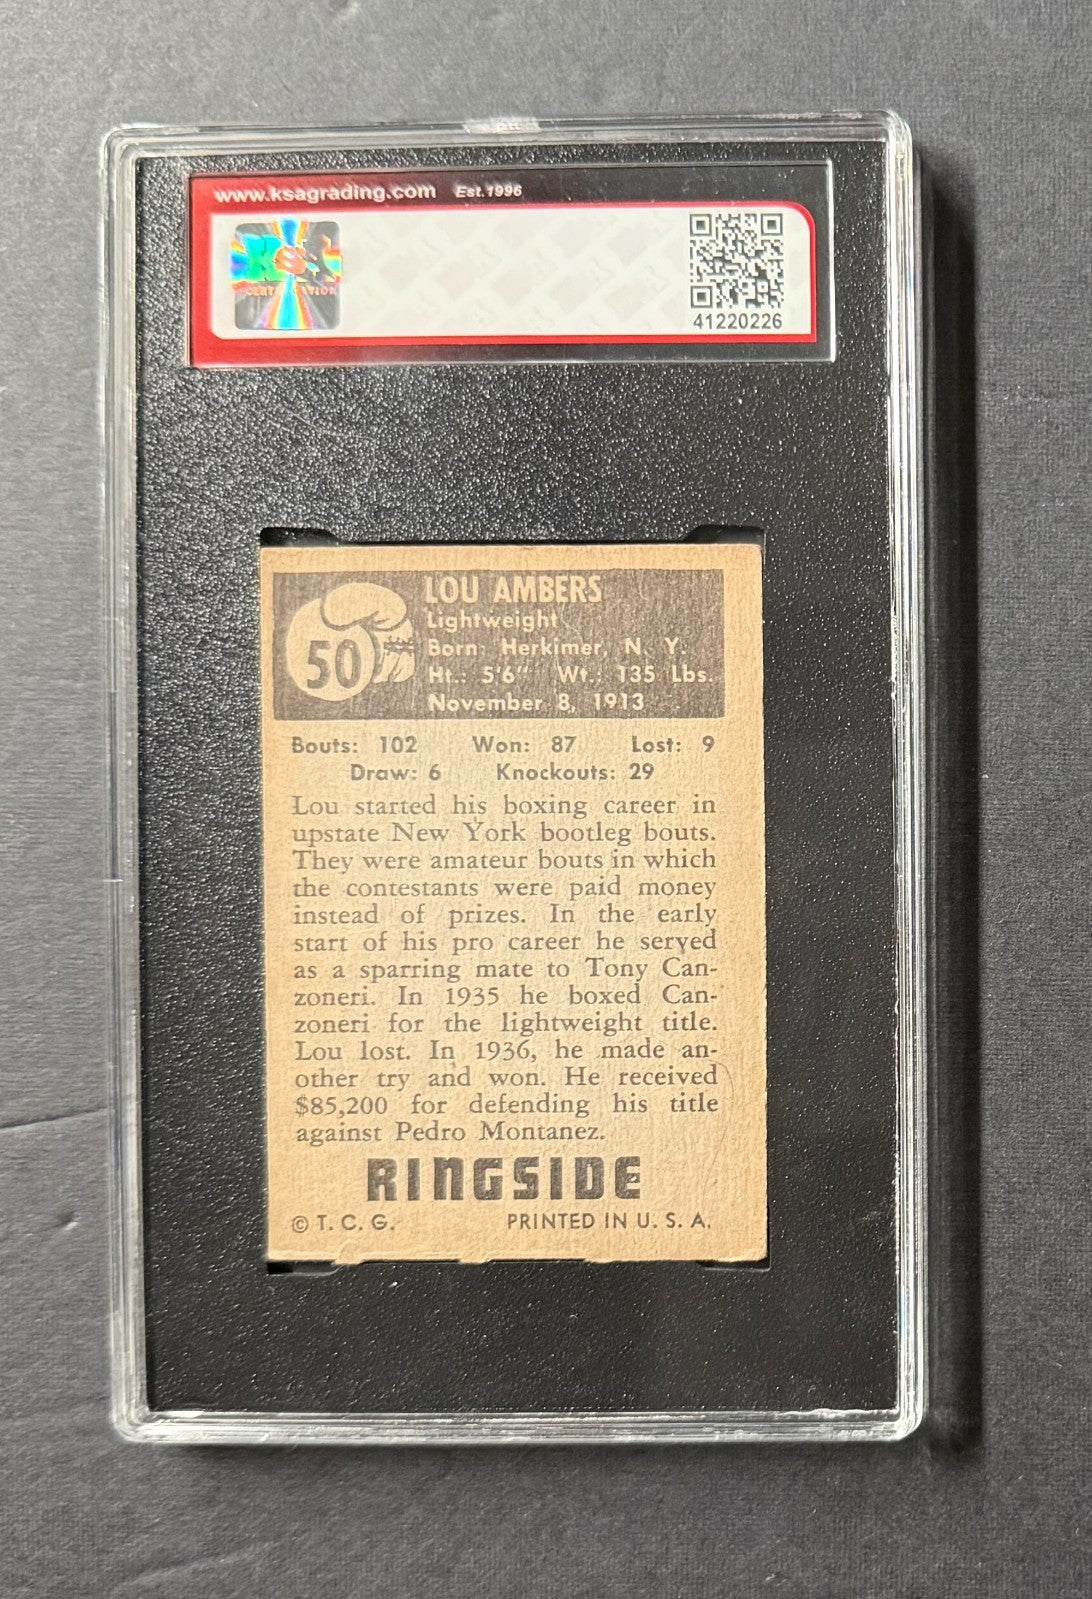 www.ksagrading.com Est.1996
KSA
CERTIFICATION
41220226
50
LOU AMBERS
Lightweight
Born: Herkimer, N. Y.
Ht.: 5'6" Wt.: 135 Lbs.
November 8, 1913
Bouts: 102 Won: 87 Lost: 9
Draw: 6 Knockouts: 29
Lou started his boxing career in
upstate New York bootleg bouts.
They were amateur bouts in which
the contestants were paid money
instead of prizes. In the early
start of his pro career he served
as a sparring mate to Tony Can-
zoneri. In 1935 he boxed Can-
zoneri for the lightweight title.
Lou lost. In 1936, he made an-
other try and won. He received
$85,200 for defending his title
against Pedro Montanez.
RINGSIDE
© T. C. G. PRINTED IN U. S. A.